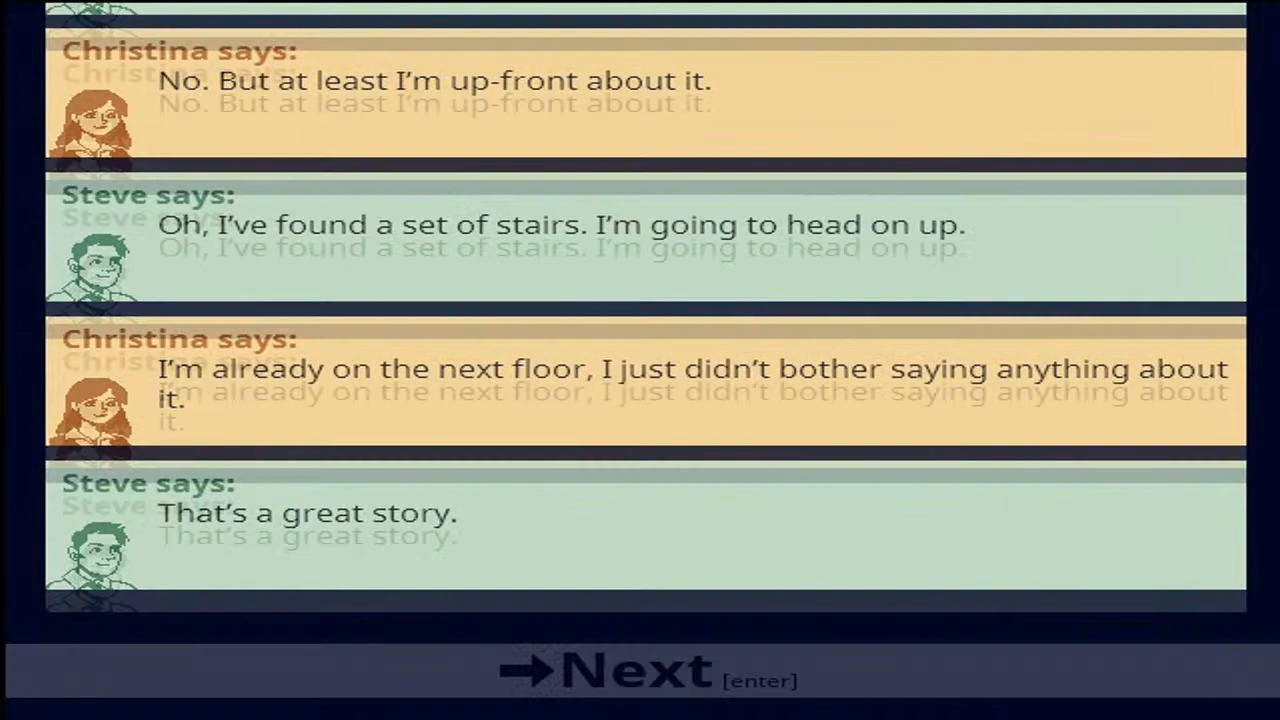 Christina says:
No. But at least I'm up-front about it.
Steve says:
Oh, I've found a set of stairs. I'm going to head on up.
Christina says:
I'm already on the next floor, I just didn't bother saying anything about
it.
Steve says:
That's a great story.
➡Next [enter]